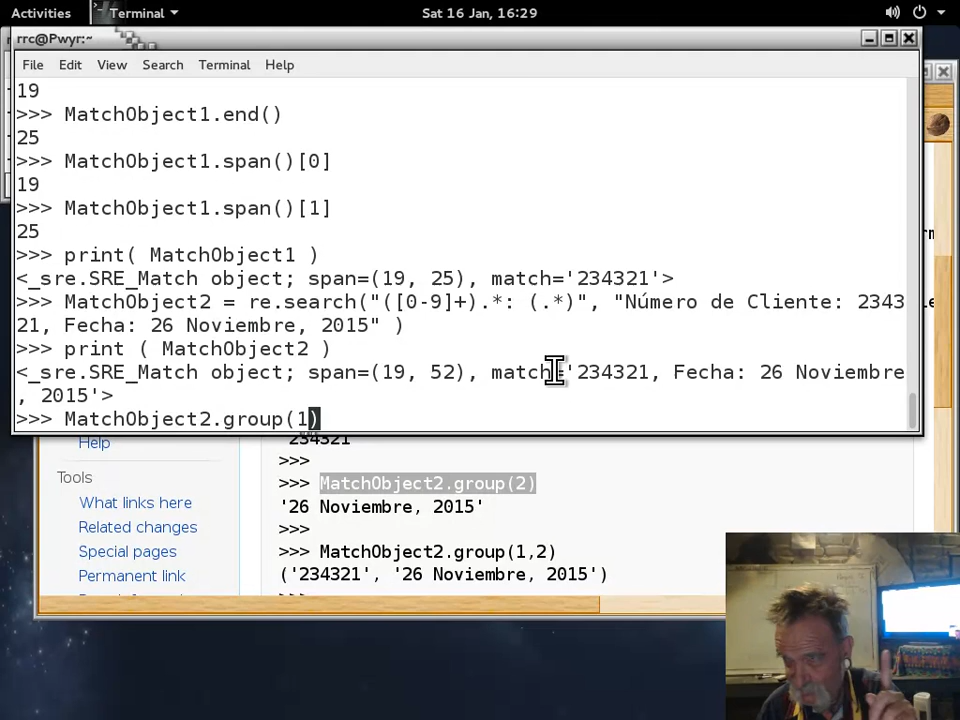 Activities
Terminal
Sat 16 Jan, 16:29
rrc@Pwyr:~
File Edit View Search Terminal Help
19
>>> MatchObject1.end()
25
>>> MatchObject1.span()[0]
19
>>> MatchObject1.span()[1]
25
>>> print( MatchObject1 )
<_sre.SRE_Match object; span=(19, 25), match='234321'>
>>> MatchObject2 = re.search("([0-9]+).*: (.*)", "Número de Cliente: 2343
21, Fecha: 26 Noviembre, 2015" )
>>> print ( MatchObject2 )
<_sre.SRE_Match object; span=(19, 52), match='234321, Fecha: 26 Noviembre
, 2015'>
>>> MatchObject2.group(1)
Help
Tools
What links here
Related changes
Special pages
Permanent link
234321
>>>
>>> MatchObject2.group(2)
'26 Noviembre, 2015'
>>>
>>> MatchObject2.group(1,2)
('234321', '26 Noviembre, 2015')